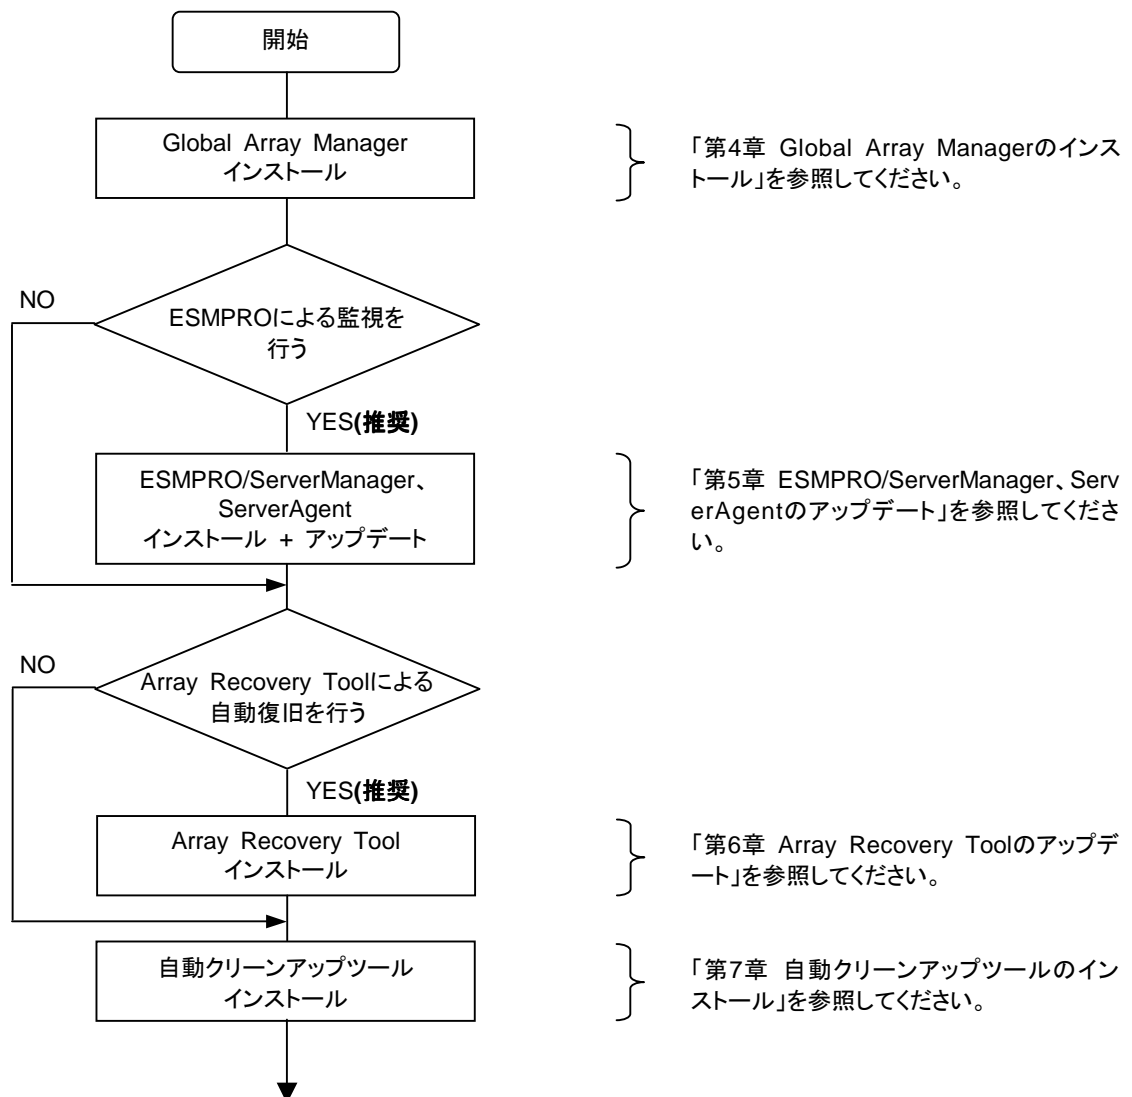 開始
Global Array Manager
インストール
「第4章 Global Array Managerのインス
トール」を参照してください。
NO
ESMPROによる監視を
行う
YES(推奨)
ESMPRO/ServerManager、
ServerAgent
インストール + アップデート
「第5章 ESMPRO/ServerManager、Serv
erAgentのアップデート」を参照してくださ
い。
NO
Array Recovery Toolによる
自動復旧を行う
YES(推奨)
Array Recovery Tool
インストール
「第6章 Array Recovery Toolのアップデ
ート」を参照してください。
自動クリーンアップツール
インストール
「第7章 自動クリーンアップツールのイン
ストール」を参照してください。